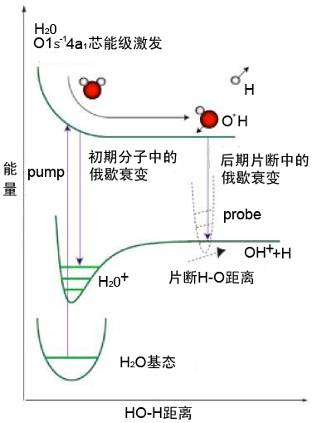 H₂0
O1s⁻¹4a₁芯能级激发
H
O*H
能
量
pump
初期分子中的
俄歇衰变
后期片断中的
俄歇衰变
probe
H₂0⁺
OH⁺+H
片断H-O距离
H₂O基态
HO-H距离